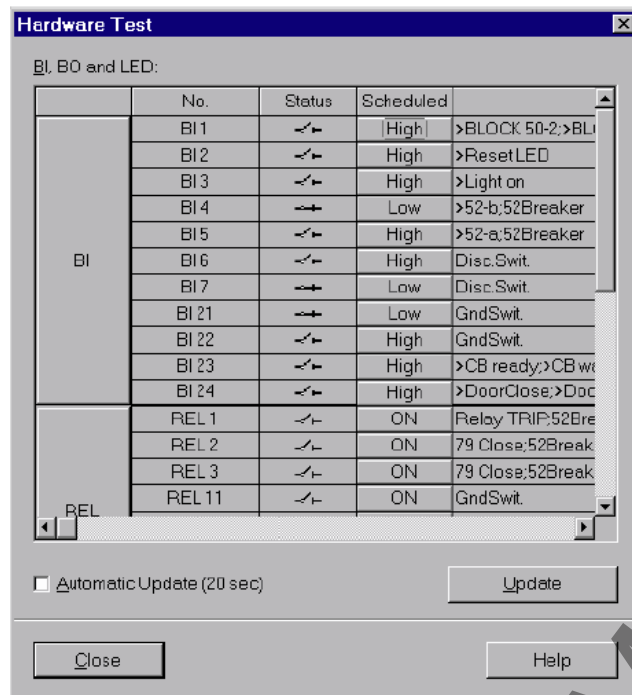 Hardware Test
BI, BO and LED:
No. Status Scheduled
BI
BI 1 High >BLOCK 50-2;>BL
BI 2 High >ResetLED
BI 3 High >Light on
BI 4 Low >52-b;52Breaker
BI 5 High >52-a;52Breaker
BI 6 High Disc.Swit.
BI 7 Low Disc.Swit.
BI 21 Low GndSwit.
BI 22 High GndSwit.
BI 23 High >CB ready;>CB wa
BI 24 High >DoorClose;>Doo
REL
REL 1 ON Relay TRIP;52Bre
REL 2 ON 79 Close;52Break
REL 3 ON 79 Close;52Break
REL 11 ON GndSwit.
Automatic Update (20 sec)
Update
Close
Help